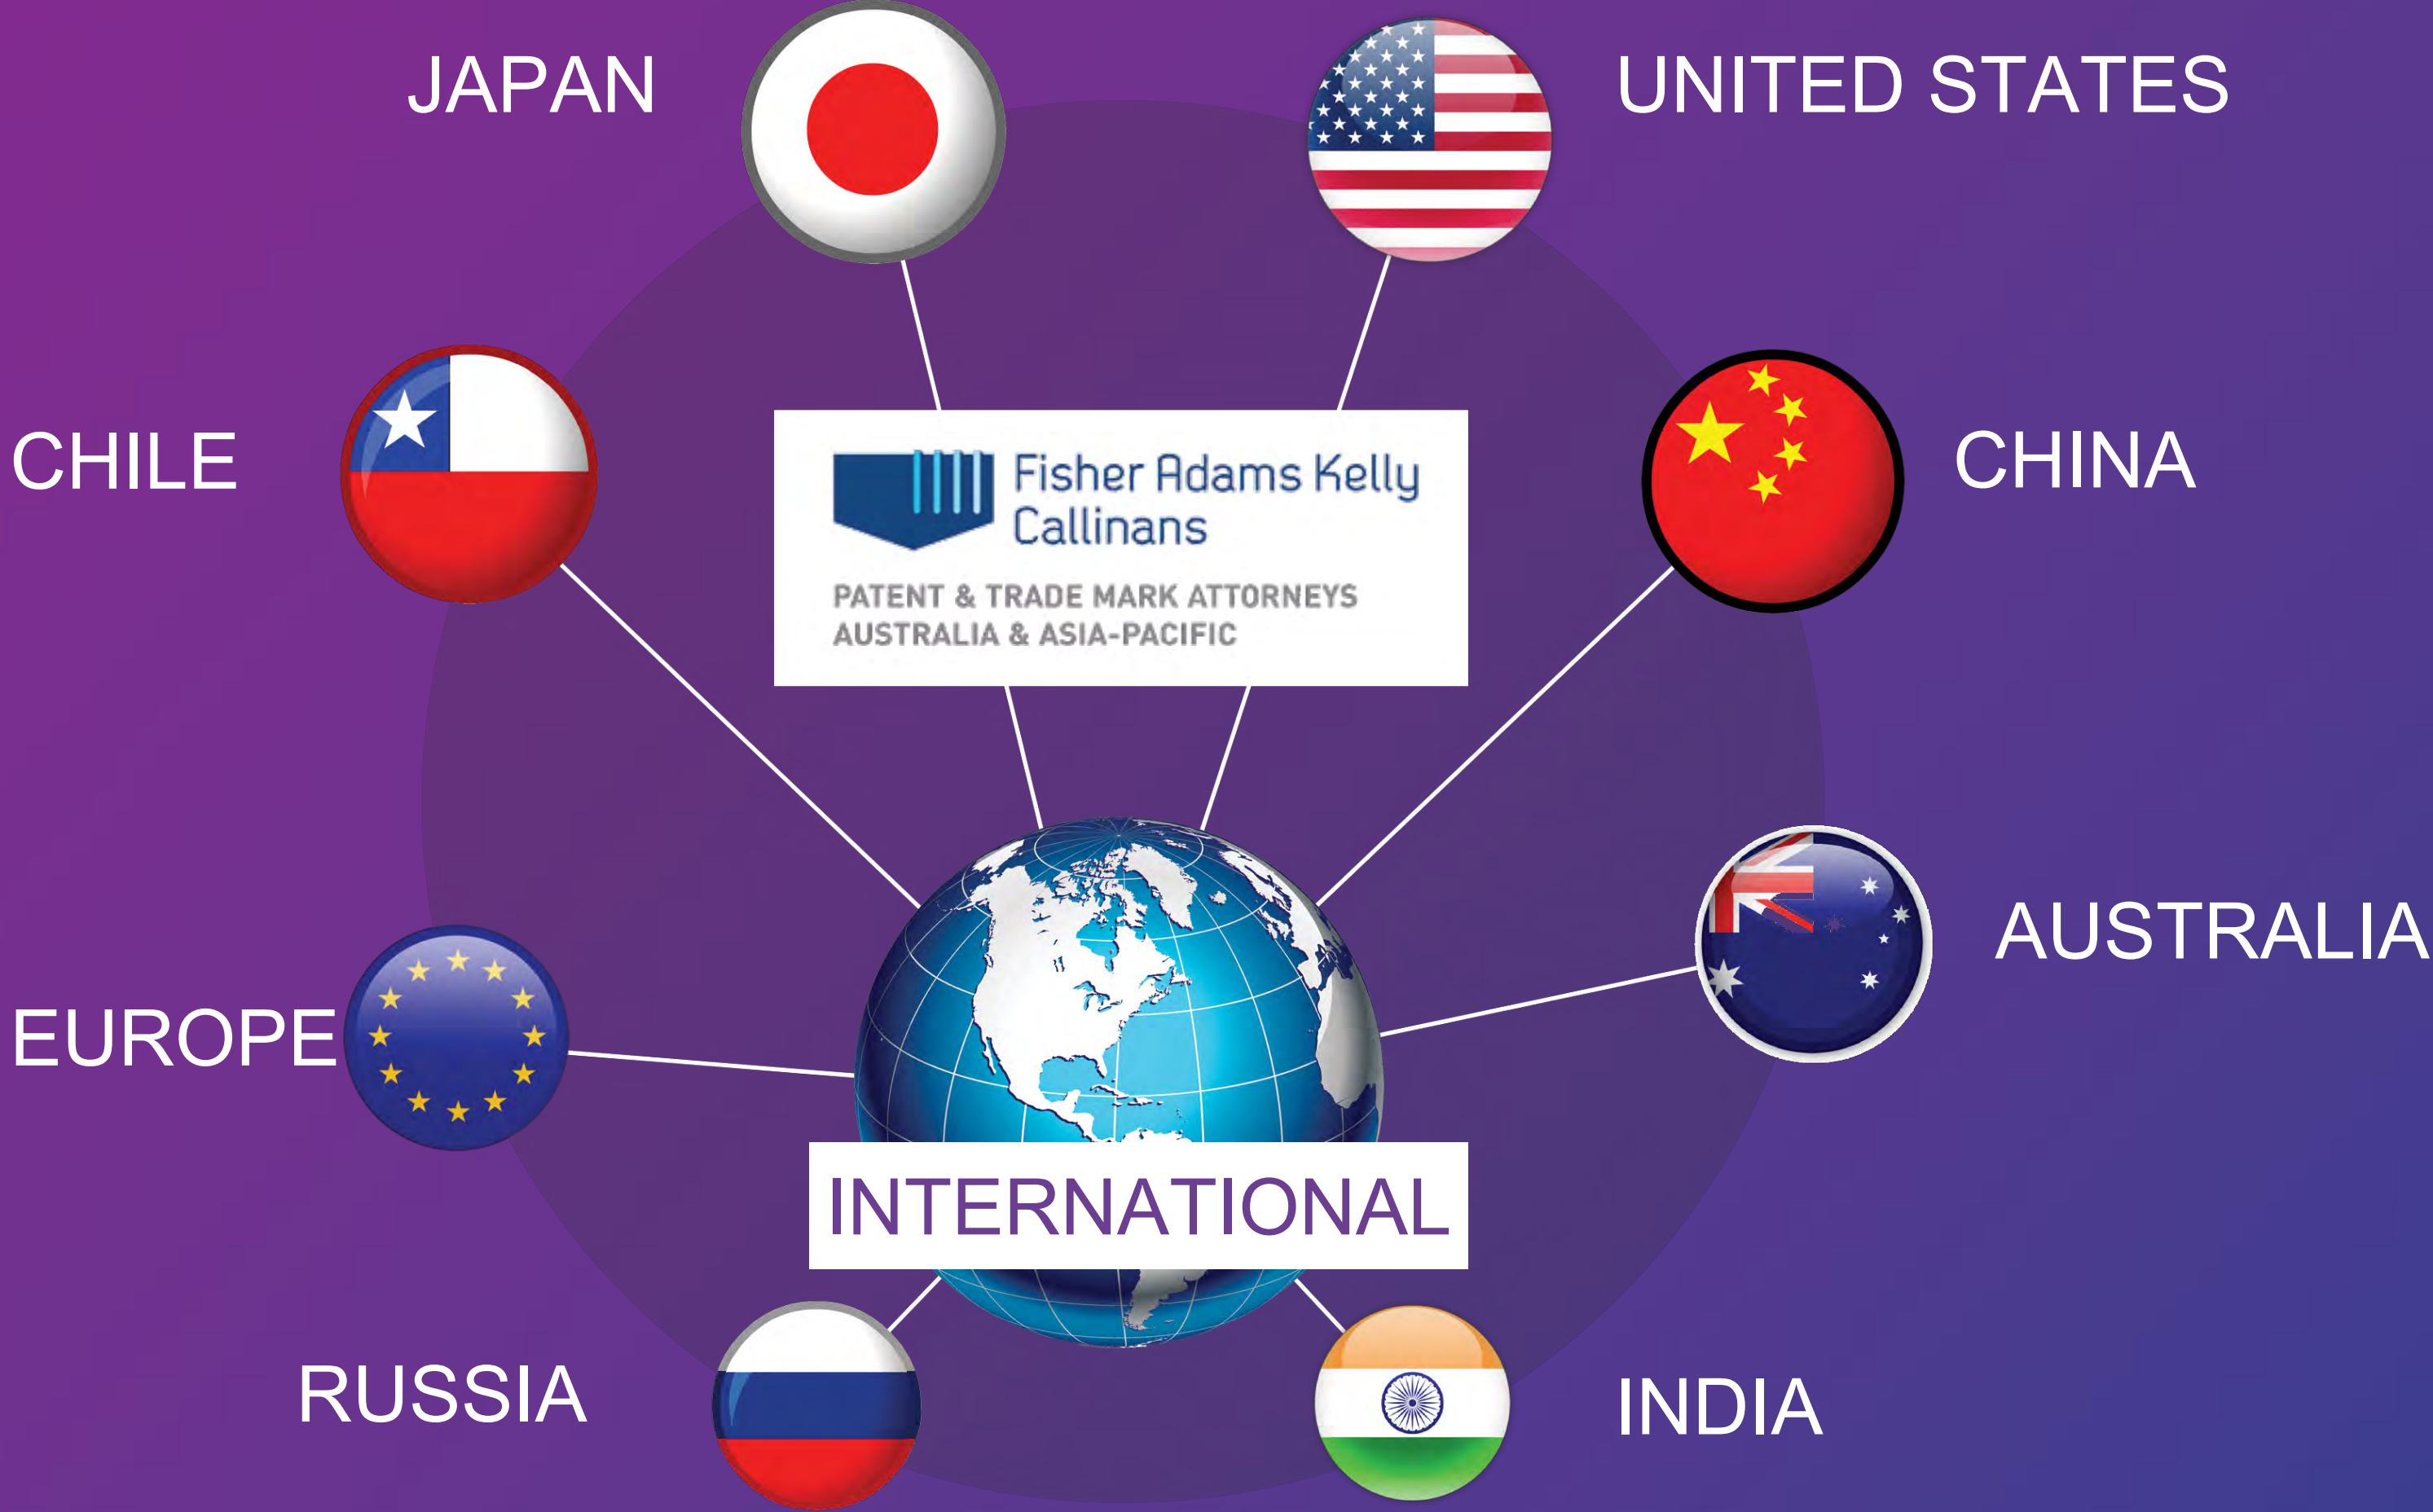 JAPAN
UNITED STATES
CHILE
Fisher Adams Kelly
Callinans
PATENT & TRADE MARK ATTORNEYS
AUSTRALIA & ASIA-PACIFIC
CHINA
AUSTRALIA
EUROPE
INTERNATIONAL
RUSSIA
INDIA